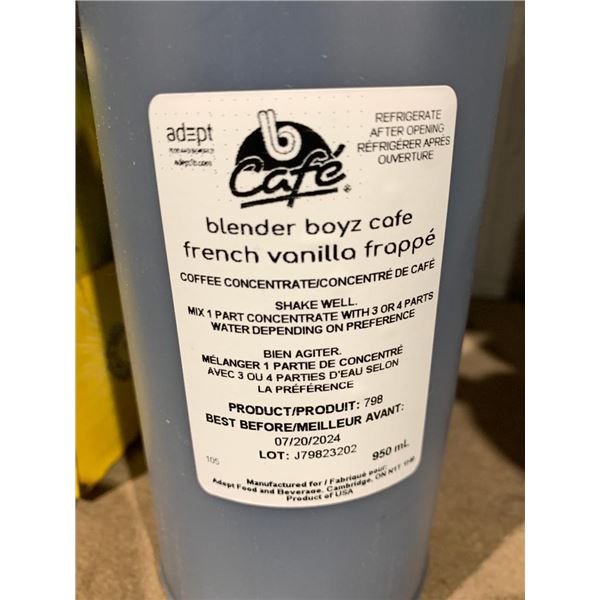 adept
b
Café
®
REFRIGERATE
AFTER OPENING
RÉFRIGÉRER APRÈS
OUVERTURE
blender boyz cafe
french vanilla frappé
COFFEE CONCENTRATE/CONCENTRÉ DE CAFÉ
SHAKE WELL.
MIX 1 PART CONCENTRATE WITH 3 OR 4 PARTS
WATER DEPENDING ON PREFERENCE
BIEN AGITER.
MÉLANGER 1 PARTIE DE CONCENTRÉ
AVEC 3 OU 4 PARTIES D'EAU SELON
LA PRÉFÉRENCE
PRODUCT/PRODUIT: 798
BEST BEFORE/MEILLEUR AVANT:
07/20/2024
LOT: J79823202
950 mL
105
Manufactured for / Fabriqué pour:
Adept Food and Beverage, Cambridge, ON N1T
Product of USA